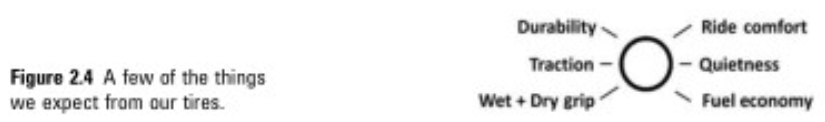 Figure 2.4 A few of the things
we expect from our tires.
Durability
Traction
Wet + Dry grip
Ride comfort
Quietness
Fuel economy